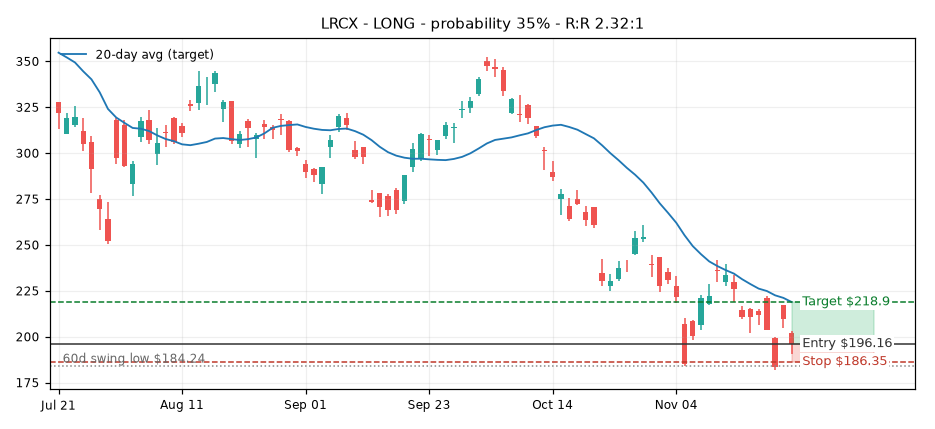 LRCX - LONG - probability 35% - R:R 2.32:1
20-day avg (target)
350
325
300
275
250
225
200
175
Target $218.9
Entry $196.16
Stop $186.35
60d swing low $184.24
Jul 21
Aug 11
Sep 01
Sep 23
Oct 14
Nov 04